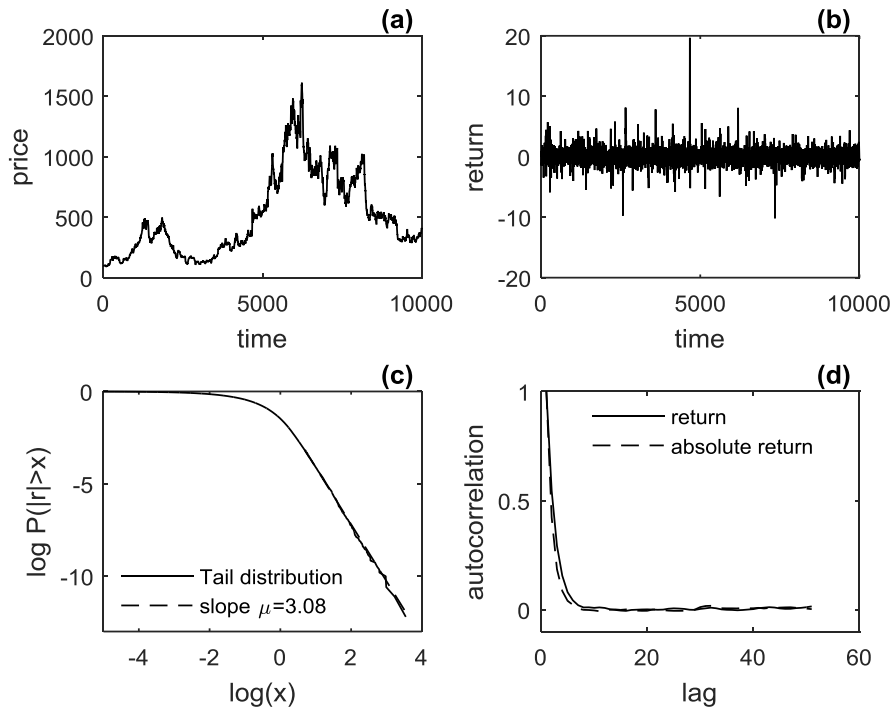 (a)
2000
1500
1000
500
0
price
0 5000 10000
time
(b)
20
10
0
-10
-20
return
0 5000 10000
time
(c)
0
-5
-10
log P(|r|>x)
Tail distribution
slope μ=3.08
-4 -2 0 2 4
log(x)
(d)
1
0.5
0
autocorrelation
return
absolute return
0 20 40 60
lag